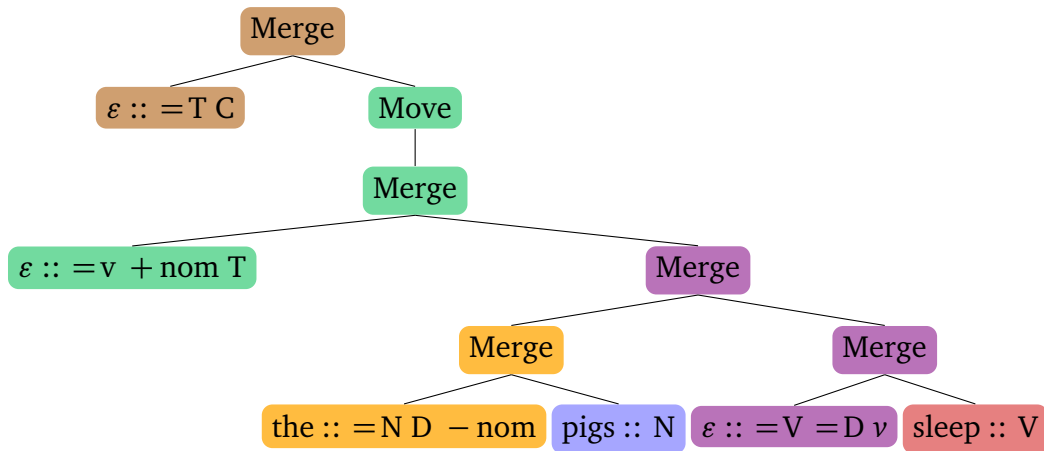 Merge
ε :: =T C
Move
Merge
ε :: =v +nom T
Merge
Merge
Merge
the :: =N D −nom
pigs :: N
ε :: =V =D v
sleep :: V